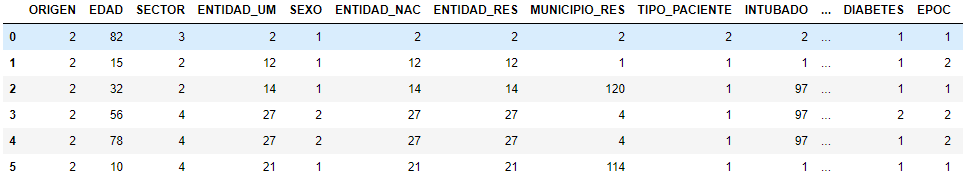 ORIGEN EDAD SECTOR ENTIDAD_UM SEXO ENTIDAD_NAC ENTIDAD_RES MUNICIPIO_RES TIPO_PACIENTE INTUBADO ... DIABETES EPOC
0 2 82 3 2 1 2 2 2 2 2 ... 1 1
1 2 15 2 12 1 12 12 1 1 1 ... 1 2
2 2 32 2 14 1 14 14 120 1 97 ... 1 1
3 2 56 4 27 2 27 27 4 1 97 ... 2 2
4 2 78 4 27 2 27 27 4 1 97 ... 1 2
5 2 10 4 21 1 21 21 114 1 1 ... 1 1